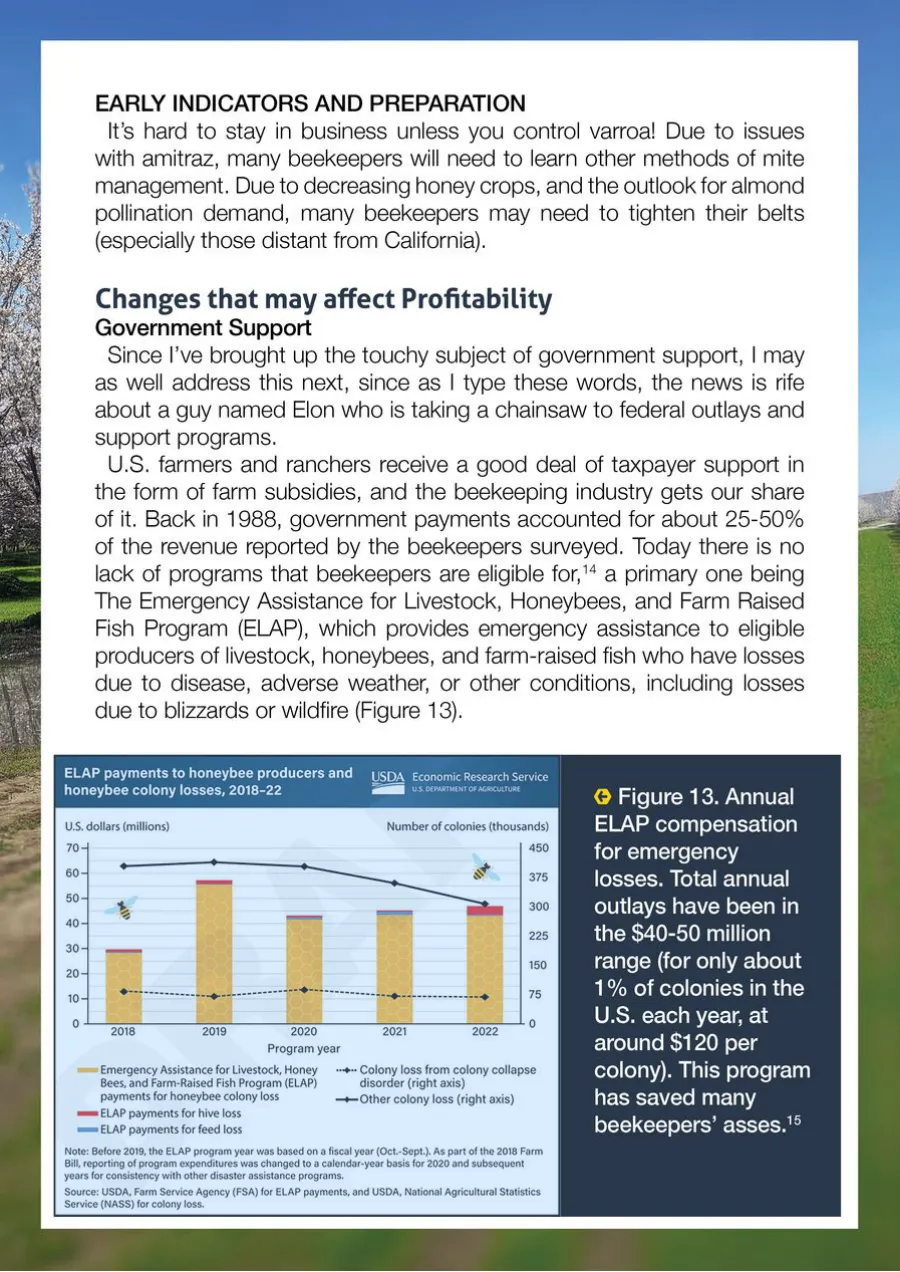 EARLY INDICATORS AND PREPARATION
It’s hard to stay in business unless you control varroa! Due to issues
with amitraz, many beekeepers will need to learn other methods of mite
management. Due to decreasing honey crops, and the outlook for almond
pollination demand, many beekeepers may need to tighten their belts
(especially those distant from California).
Changes that may affect Profitability
Government Support
Since I’ve brought up the touchy subject of government support, I may
as well address this next, since as I type these words, the news is rife
about a guy named Elon who is taking a chainsaw to federal outlays and
support programs.
U.S. farmers and ranchers receive a good deal of taxpayer support in
the form of farm subsidies, and the beekeeping industry gets our share
of it. Back in 1988, government payments accounted for about 25-50%
of the revenue reported by the beekeepers surveyed. Today there is no
lack of programs that beekeepers are eligible for,¹⁴ a primary one being
The Emergency Assistance for Livestock, Honeybees, and Farm Raised
Fish Program (ELAP), which provides emergency assistance to eligible
producers of livestock, honeybees, and farm-raised fish who have losses
due to disease, adverse weather, or other conditions, including losses
due to blizzards or wildfire (Figure 13).
ELAP payments to honeybee producers and
honeybee colony losses, 2018–22
USDA Economic Research Service
U.S. DEPARTMENT OF AGRICULTURE
U.S. dollars (millions)
Number of colonies (thousands)
70
60
50
40
30
20
10
0
450
375
300
225
150
75
0
2018 2019 2020 2021 2022
Program year
Emergency Assistance for Livestock, Honey
Bees, and Farm-Raised Fish Program (ELAP)
payments for honeybee colony loss
ELAP payments for hive loss
ELAP payments for feed loss
Colony loss from colony collapse
disorder (right axis)
Other colony loss (right axis)
Note: Before 2019, the ELAP program year was based on a fiscal year (Oct.-Sept.). As part of the 2018 Farm
Bill, reporting of program expenditures was changed to a calendar-year basis for 2020 and subsequent
years for consistency with other disaster assistance programs.
Source: USDA, Farm Service Agency (FSA) for ELAP payments, and USDA, National Agricultural Statistics
Service (NASS) for colony loss.
Figure 13. Annual
ELAP compensation
for emergency
losses. Total annual
outlays have been in
the $40-50 million
range (for only about
1% of colonies in the
U.S. each year, at
around $120 per
colony). This program
has saved many
beekeepers’ asses.¹⁵